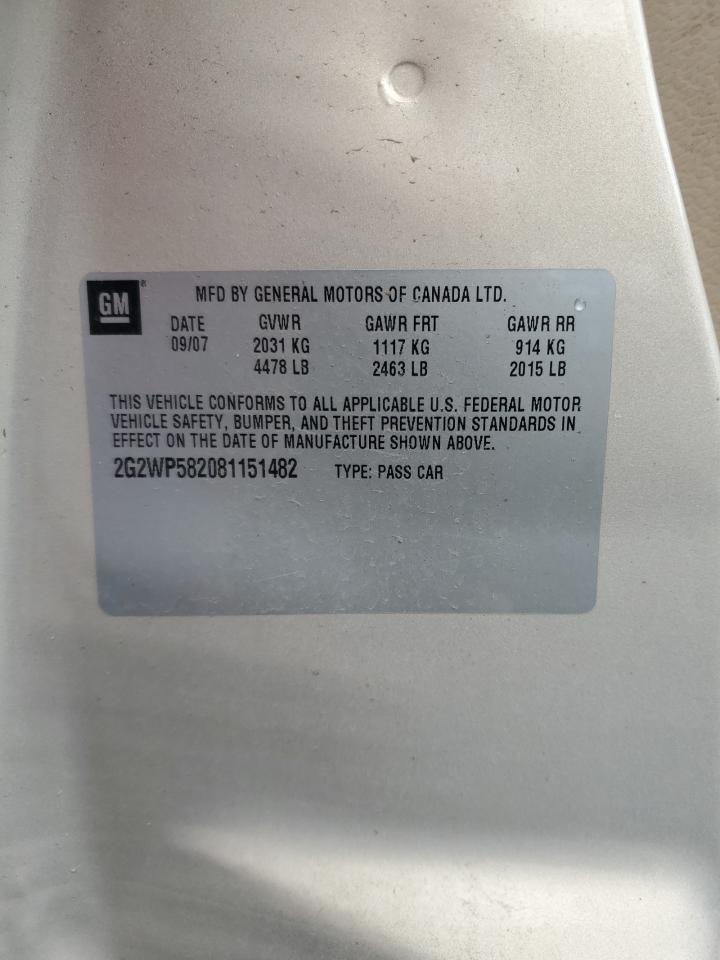 GM®
MFD BY GENERAL MOTORS OF CANADA LTD.
DATE GVWR GAWR FRT GAWR RR
09/07 2031 KG 1117 KG 914 KG
4478 LB 2463 LB 2015 LB
THIS VEHICLE CONFORMS TO ALL APPLICABLE U.S. FEDERAL MOTOR
VEHICLE SAFETY, BUMPER, AND THEFT PREVENTION STANDARDS IN
EFFECT ON THE DATE OF MANUFACTURE SHOWN ABOVE.
2G2WP582081151482 TYPE: PASS CAR